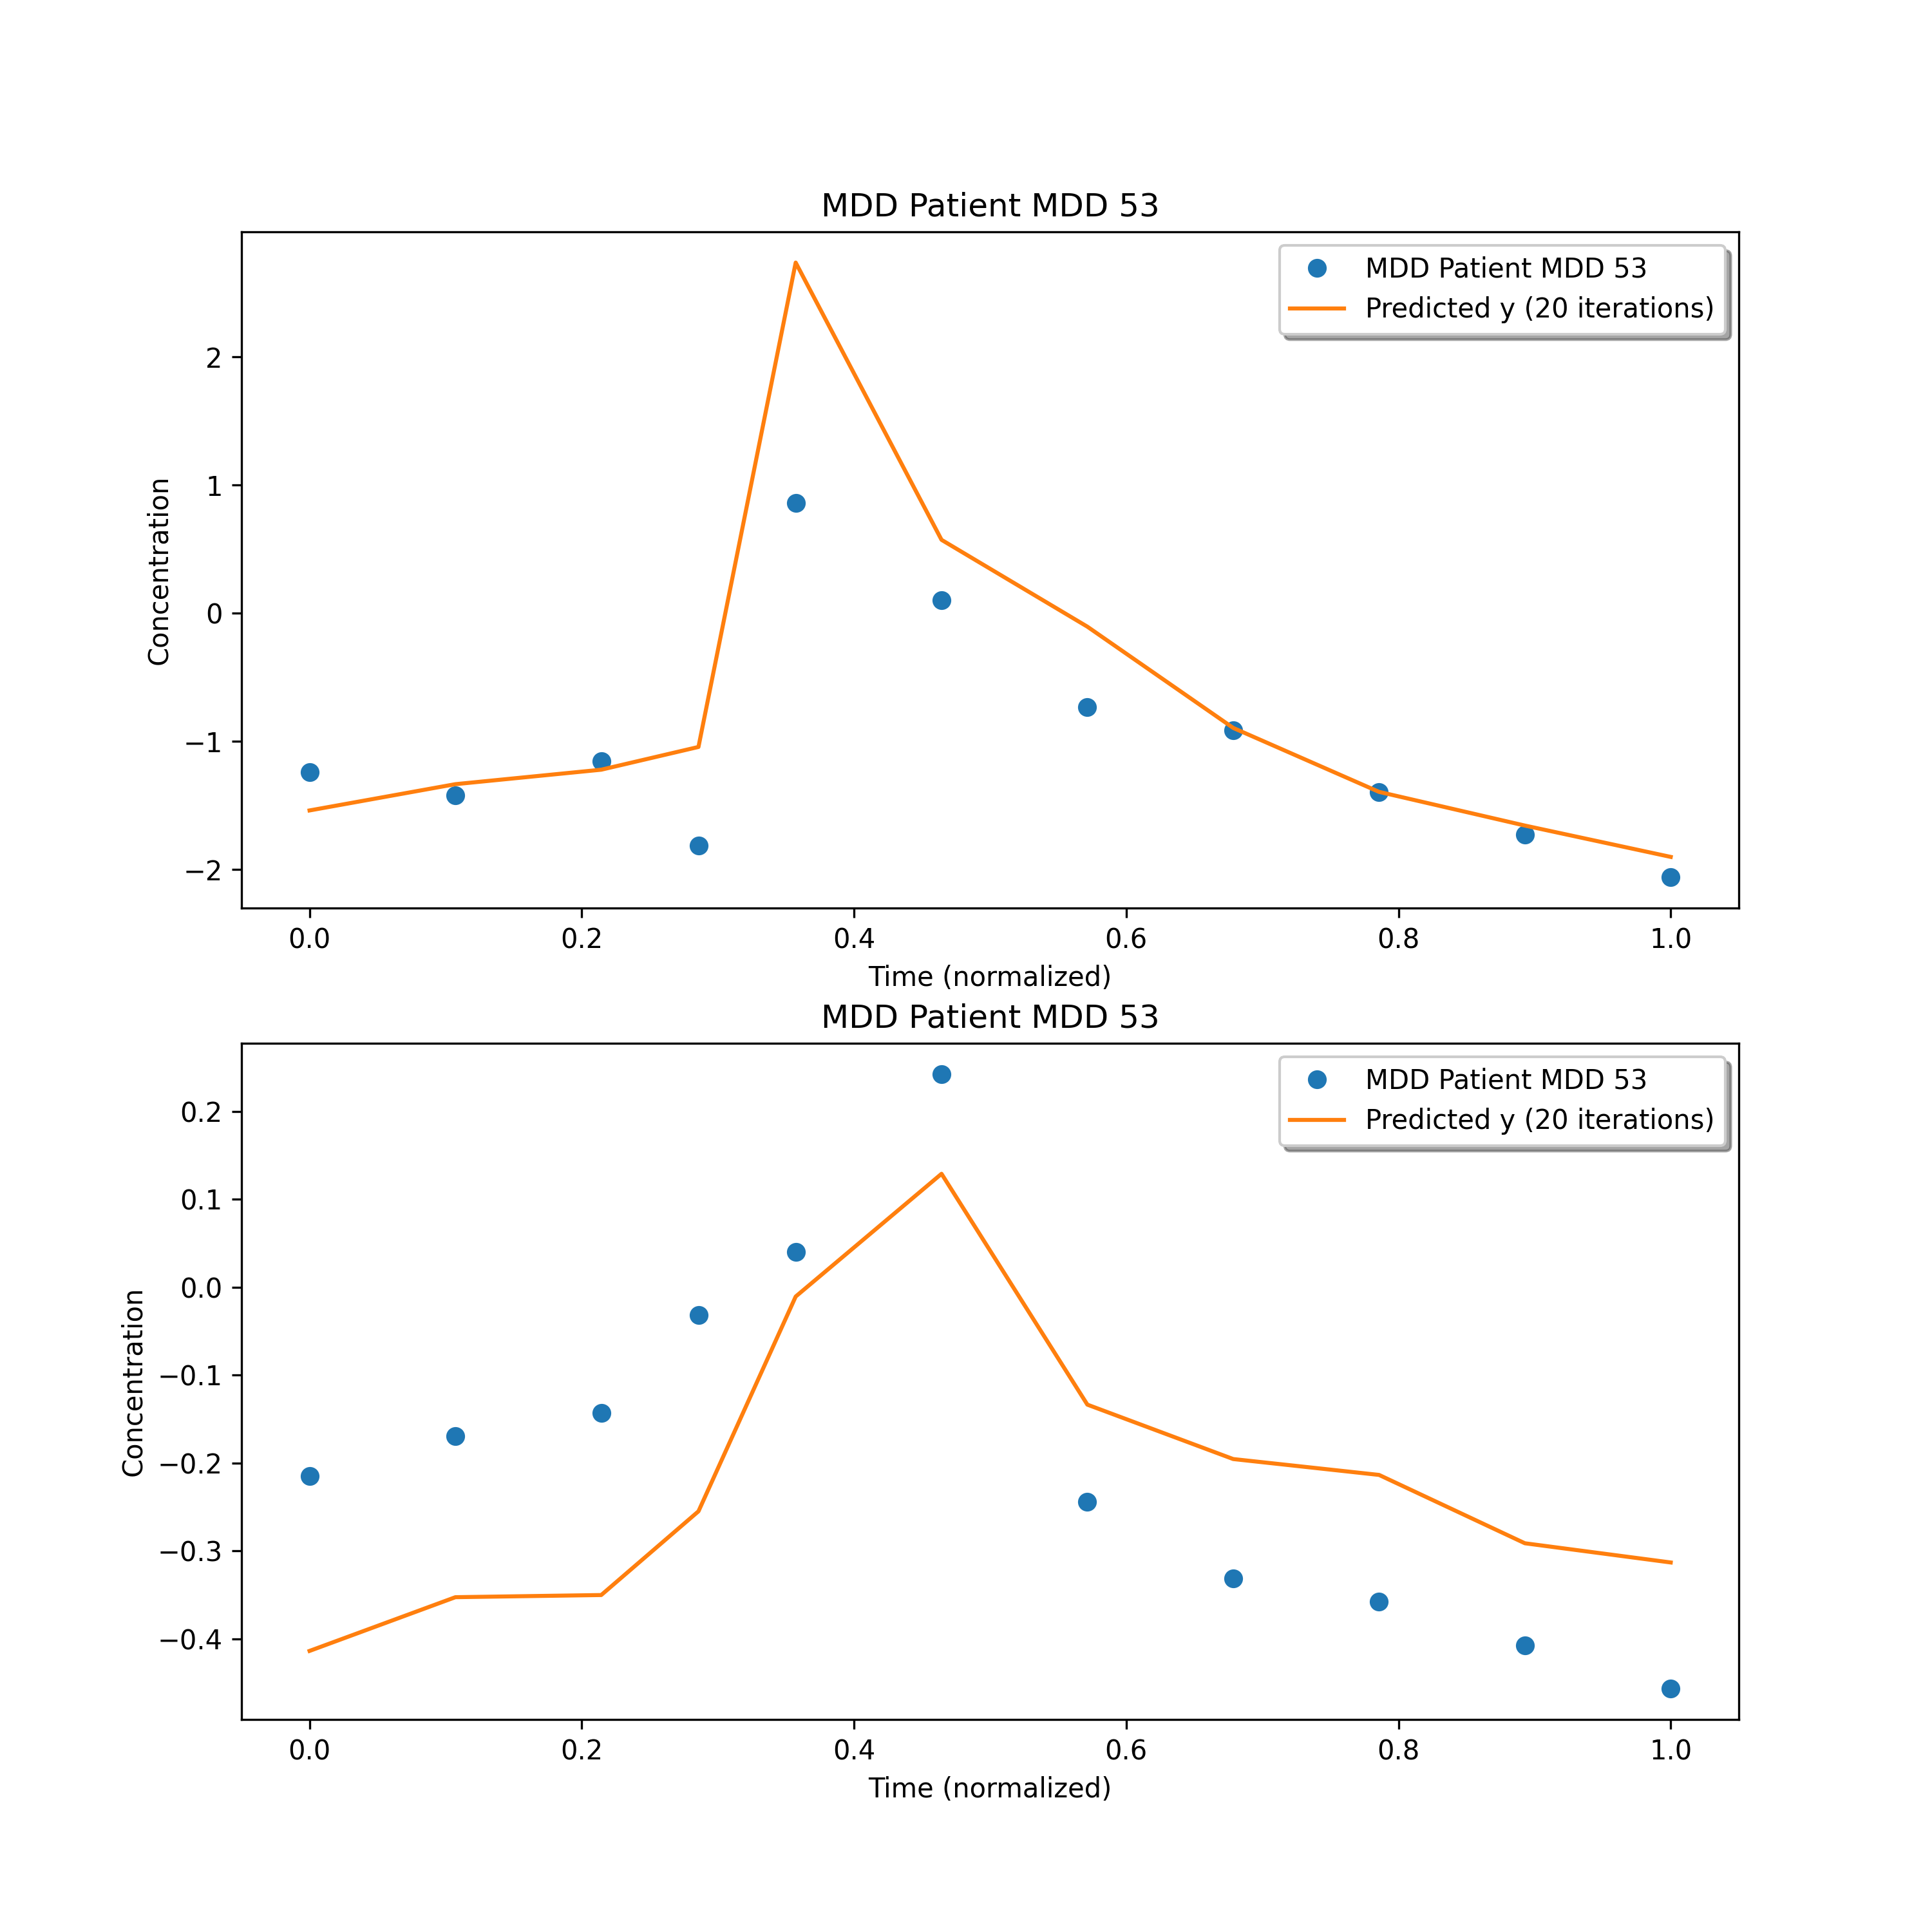 MDD Patient MDD 53
MDD Patient MDD 53
Predicted y (20 iterations)
Concentration
2
1
0
−1
−2
0.0 0.2 0.4 0.6 0.8 1.0
Time (normalized)
MDD Patient MDD 53
MDD Patient MDD 53
Predicted y (20 iterations)
Concentration
0.2
0.1
0.0
−0.1
−0.2
−0.3
−0.4
0.0 0.2 0.4 0.6 0.8 1.0
Time (normalized)